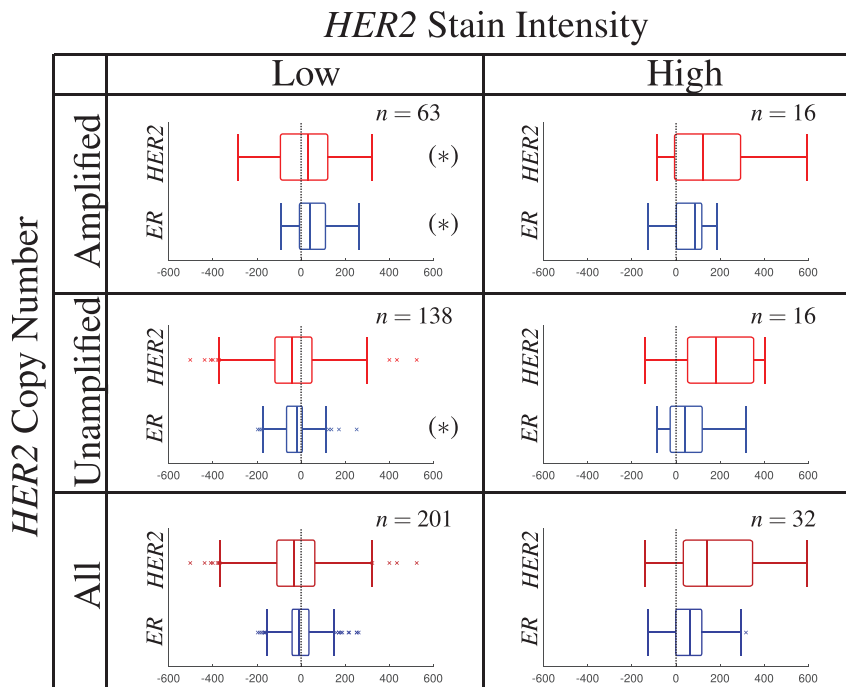 HER2 Stain Intensity
Low High
HER2 Copy Number
Amplified
n = 63
HER2
(∗)
ER
(∗)
-600 -400 -200 0 200 400 600
n = 16
HER2
ER
-600 -400 -200 0 200 400 600
Unamplified
n = 138
HER2
ER
(∗)
-600 -400 -200 0 200 400 600
n = 16
HER2
ER
-600 -400 -200 0 200 400 600
All
n = 201
HER2
ER
-600 -400 -200 0 200 400 600
n = 32
HER2
ER
-600 -400 -200 0 200 400 600